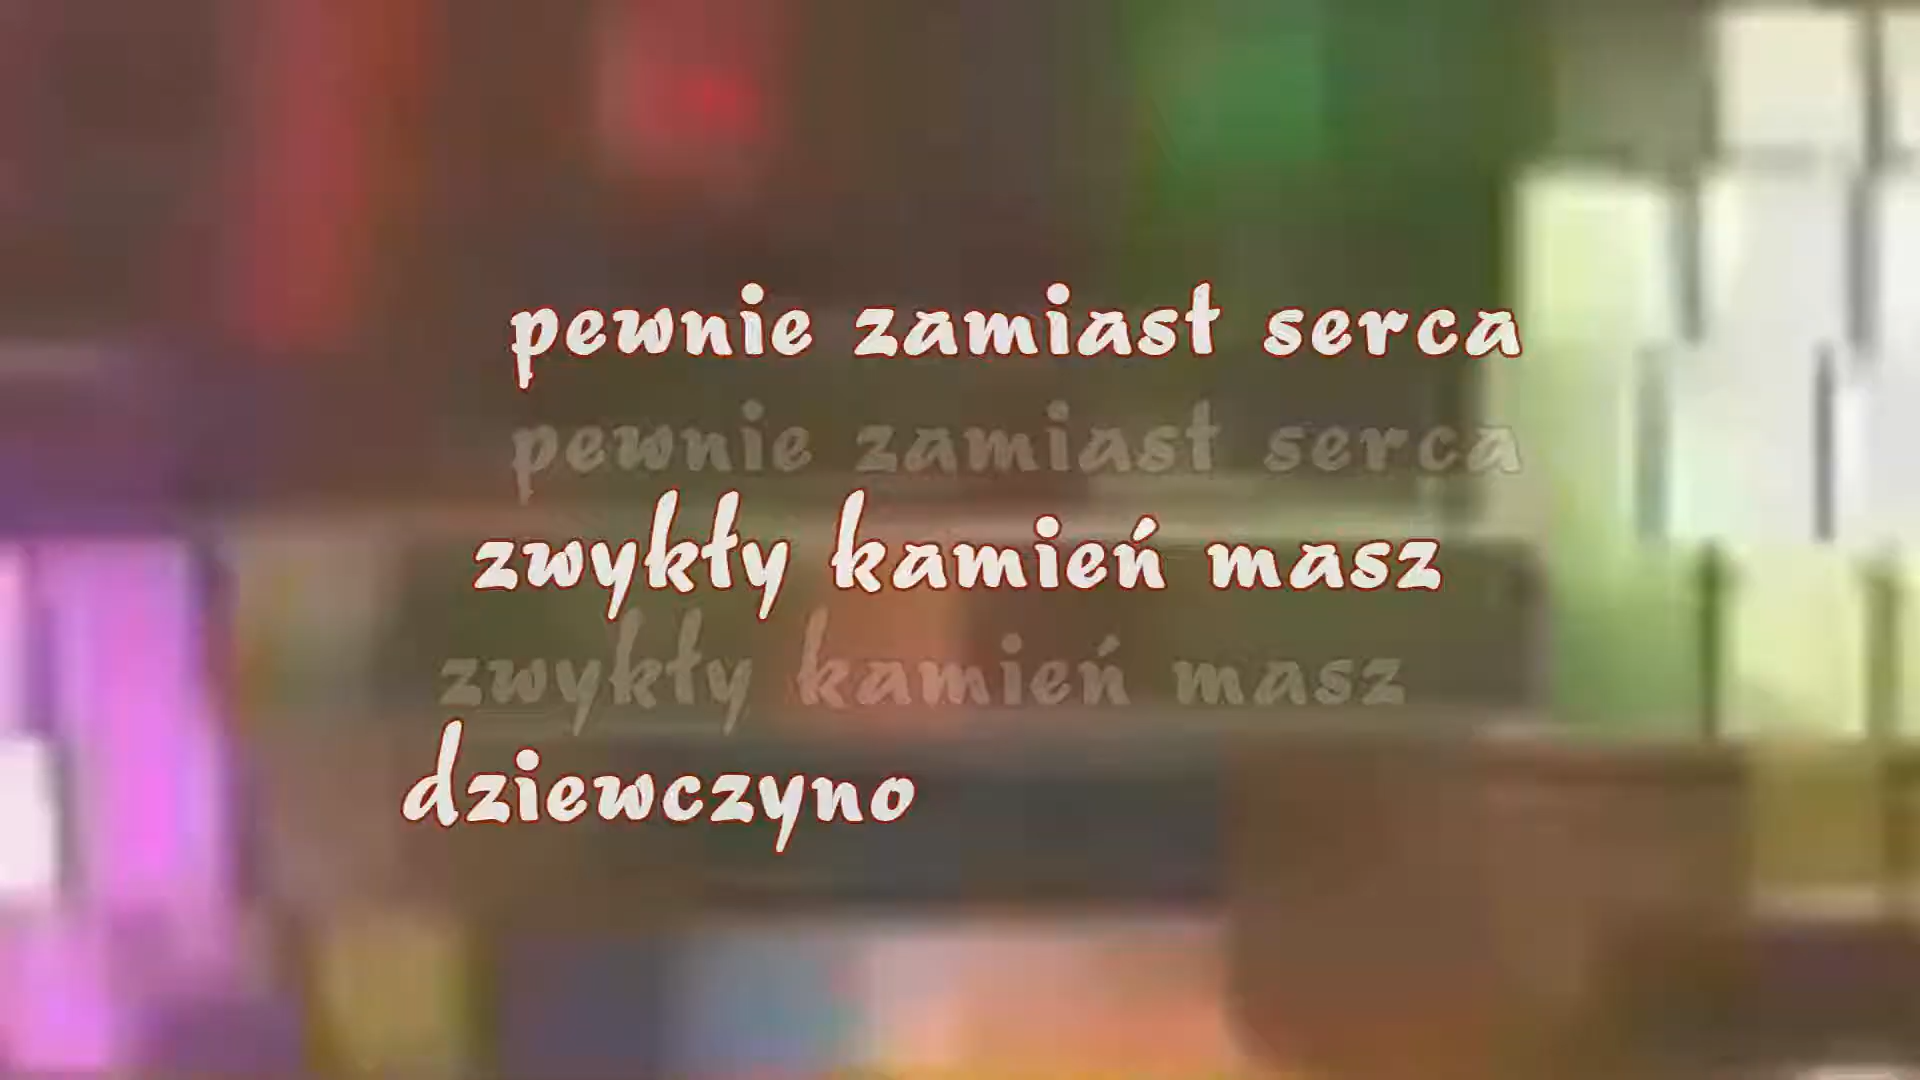 pewnie zamiast serca
pewnie zamiast serca
zwykły kamień masz
zwykły kamień masz
dziewczyno